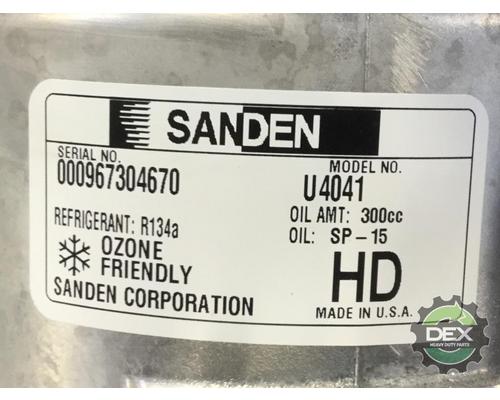 SANDEN
SERIAL NO.
000967304670
MODEL NO.
U4041
REFRIGERANT: R134a
OIL AMT: 300cc
OIL: SP-15
OZONE
FRIENDLY
HD
SANDEN CORPORATION
MADE IN U.S.A.
DEX
HEAVY DUTY PARTS